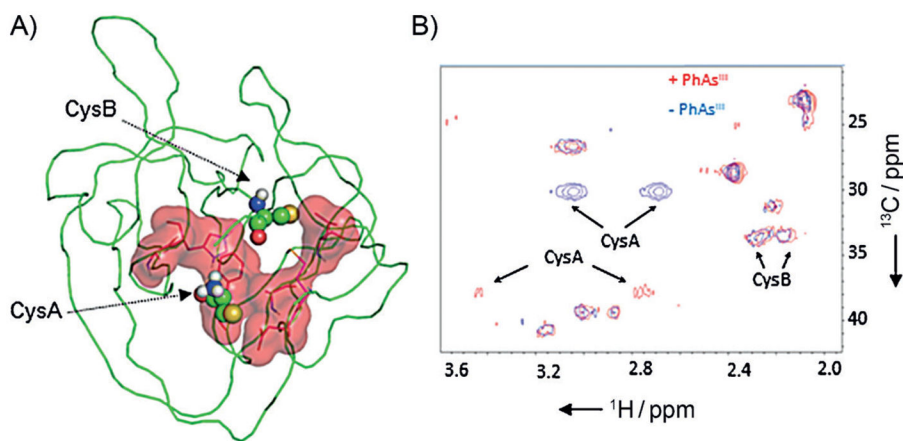 A)
CysB
CysA
B)
+ PhAsᴵᴵᴵ
- PhAsᴵᴵᴵ
CysA
CysA
CysB
25
30
35
40
¹³C / ppm
3.6 3.2 2.8 2.4 2.0
¹H / ppm